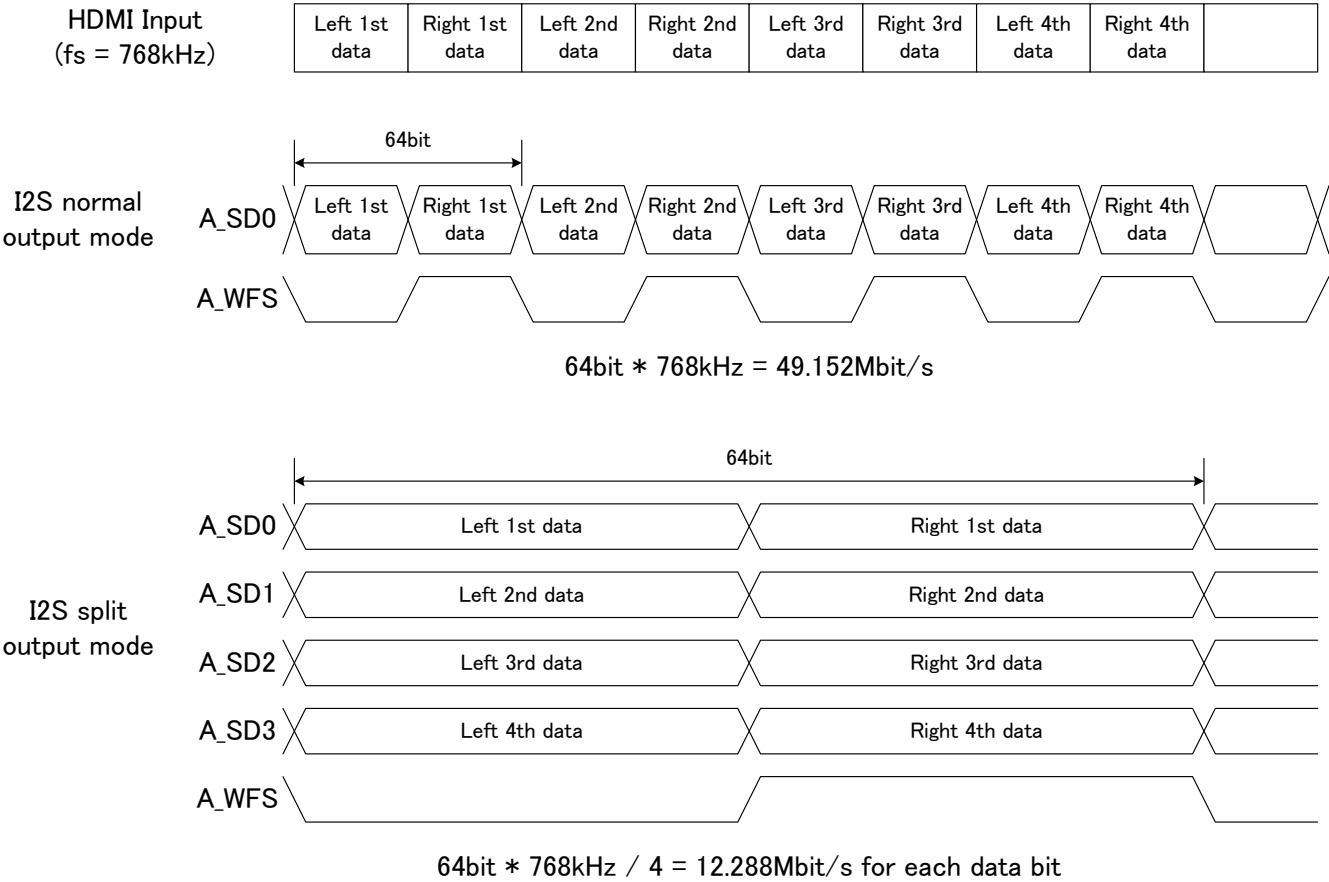 HDMI Input
(fs = 768kHz)
Left 1st
data
Right 1st
data
Left 2nd
data
Right 2nd
data
Left 3rd
data
Right 3rd
data
Left 4th
data
Right 4th
data
64bit
I2S normal
output mode
A_SD0
Left 1st
data
Right 1st
data
Left 2nd
data
Right 2nd
data
Left 3rd
data
Right 3rd
data
Left 4th
data
Right 4th
data
A_WFS
64bit * 768kHz = 49.152Mbit/s
64bit
I2S split
output mode
A_SD0
Left 1st data
Right 1st data
A_SD1
Left 2nd data
Right 2nd data
A_SD2
Left 3rd data
Right 3rd data
A_SD3
Left 4th data
Right 4th data
A_WFS
64bit * 768kHz / 4 = 12.288Mbit/s for each data bit